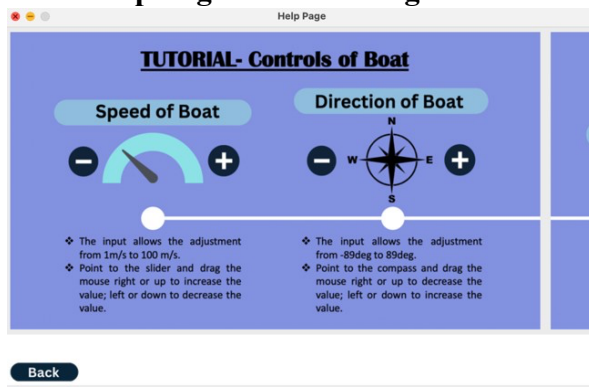 Help Page
TUTORIAL- Controls of Boat
Speed of Boat
❖ The input allows the adjustment
from 1m/s to 100 m/s.
❖ Point to the slider and drag the
mouse right or up to increase the
value; left or down to decrease the
value.
Direction of Boat
N
W
E
S
❖ The input allows the adjustment
from -89deg to 89deg.
❖ Point to the compass and drag the
mouse right or up to decrease the
value; left or down to increase the
value.
Back